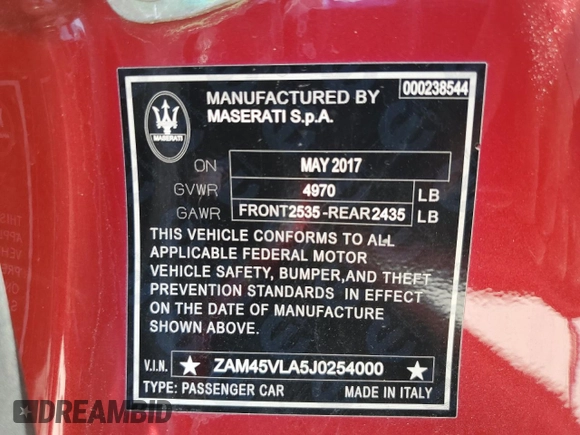 000238544
MANUFACTURED BY
MASERATI S.p.A.
MASERATI
ON MAY 2017
GVWR 4970 LB
GAWR FRONT2535-REAR2435 LB
THIS VEHICLE CONFORMS TO ALL
APPLICABLE FEDERAL MOTOR
VEHICLE SAFETY, BUMPER,AND THEFT
PREVENTION STANDARDS IN EFFECT
ON THE DATE OF MANUFACTURE
SHOWN ABOVE.
V.I.N. ★ ZAM45VLA5J0254000 ★
TYPE: PASSENGER CAR MADE IN ITALY
DREAMBID